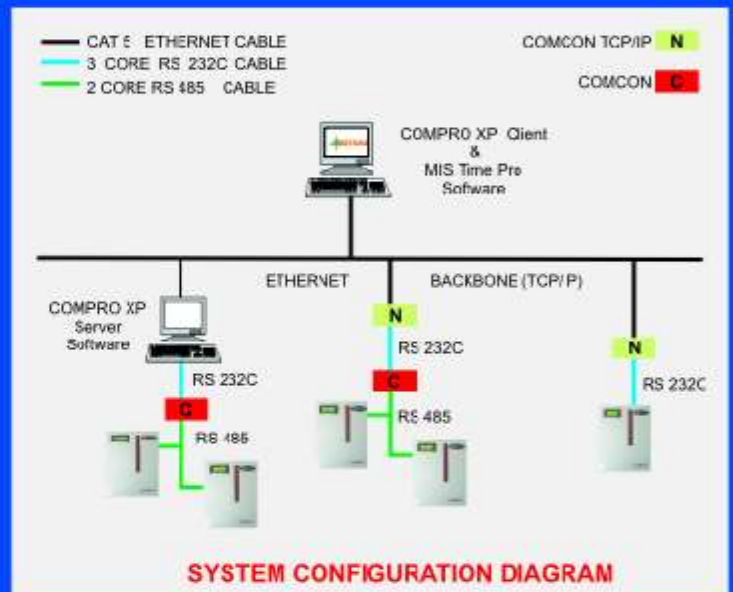 CAT 5 ETHERNET CABLE
3 CORE RS 232C CABLE
2 CORE RS 485 CABLE
COMCON TCP/IP N
COMCON C
COMPRO XP Client
&
MIS Time Pro
Software
ETHERNET BACKBONE (TCP/IP)
COMPRO XP
Server
Software
N
N
RS 232C
RS 232C
RS 232C
C
C
RS 485
RS 485
SYSTEM CONFIGURATION DIAGRAM